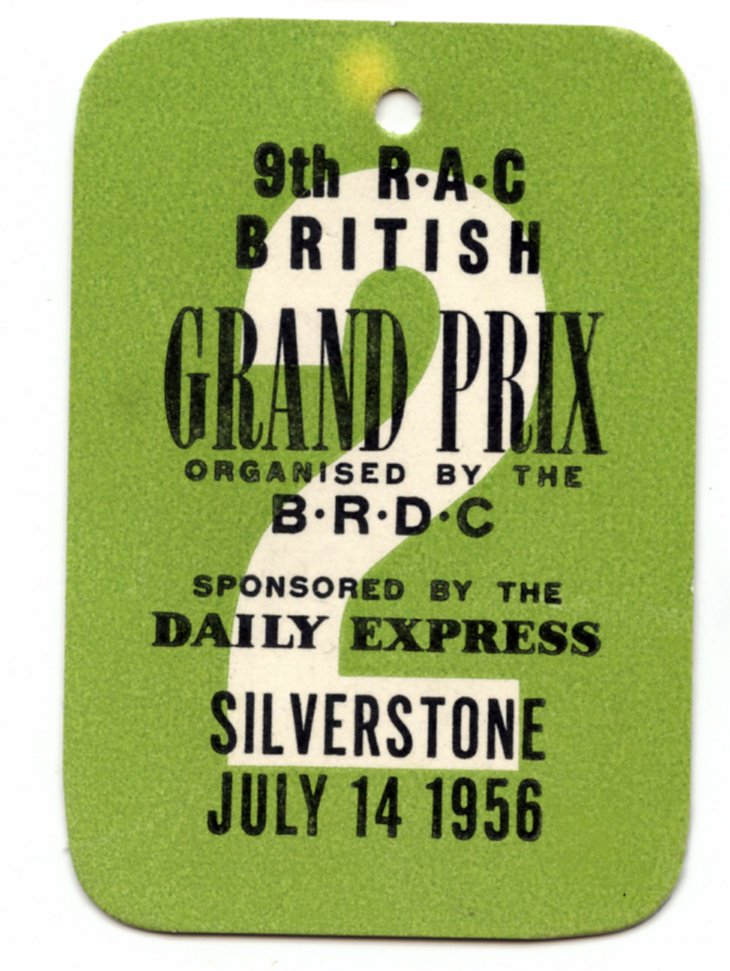 9th R·A·C
BRITISH
GRAND PRIX
ORGANISED BY THE
B·R·D·C
SPONSORED BY THE
DAILY EXPRESS
SILVERSTONE
JULY 14 1956
2